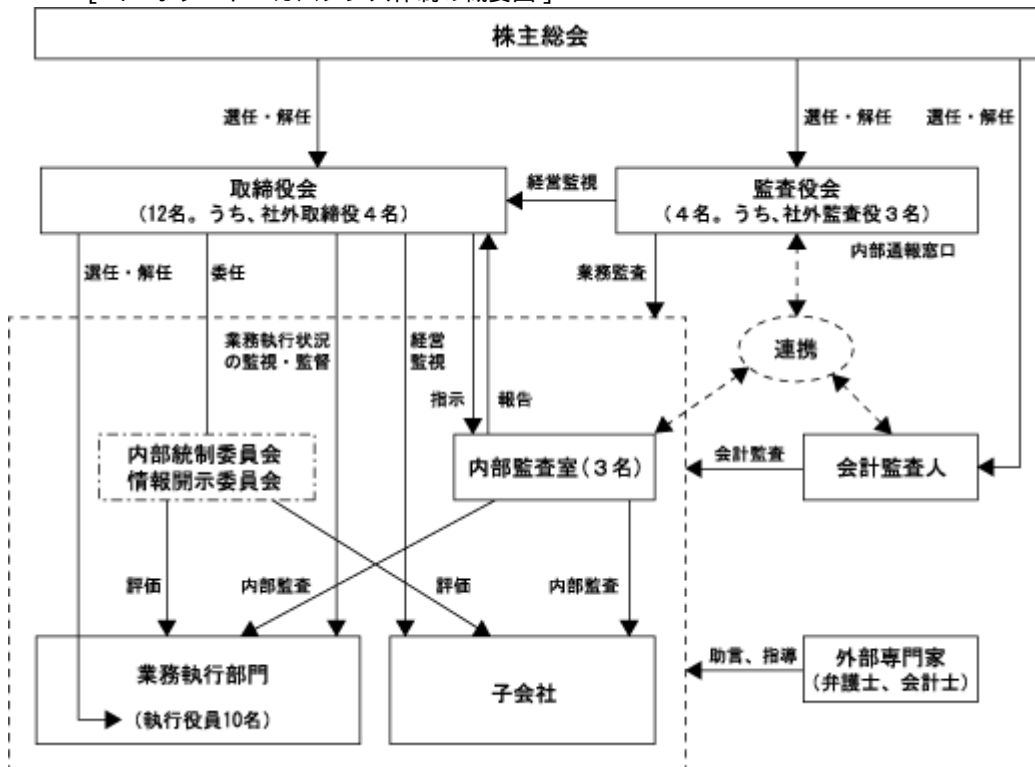 株主総会
選任・解任
選任・解任
選任・解任
取締役会
(12名。うち、社外取締役4名)
経営監視
監査役会
(4名。うち、社外監査役3名)
選任・解任
委任
業務監査
内部通報窓口
業務執行状況
の監視・監督
経営
監視
連携
指示
報告
内部統制委員会
情報開示委員会
内部監査室(3名)
会計監査
会計監査人
評価
内部監査
評価
内部監査
業務執行部門
(執行役員10名)
子会社
助言、指導
外部専門家
(弁護士、会計士)